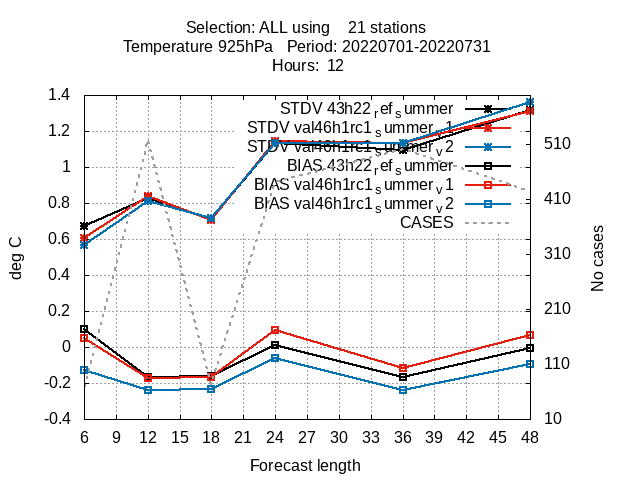 Selection: ALL using 21 stations
Temperature 925hPa Period: 20220701-20220731
Hours: 12
1.4
1.2
1
0.8
0.6
0.4
0.2
0
-0.2
-0.4
deg C
STDV 43h22_ref_summer
STDV val46h1rc1_summer_v1
STDV val46h1rc1_summer_v2
BIAS 43h22_ref_summer
BIAS val46h1rc1_summer_v1
BIAS val46h1rc1_summer_v2
CASES
510
410
310
210
110
10
No cases
6 9 12 15 18 21 24 27 30 33 36 39 42 45 48
Forecast length